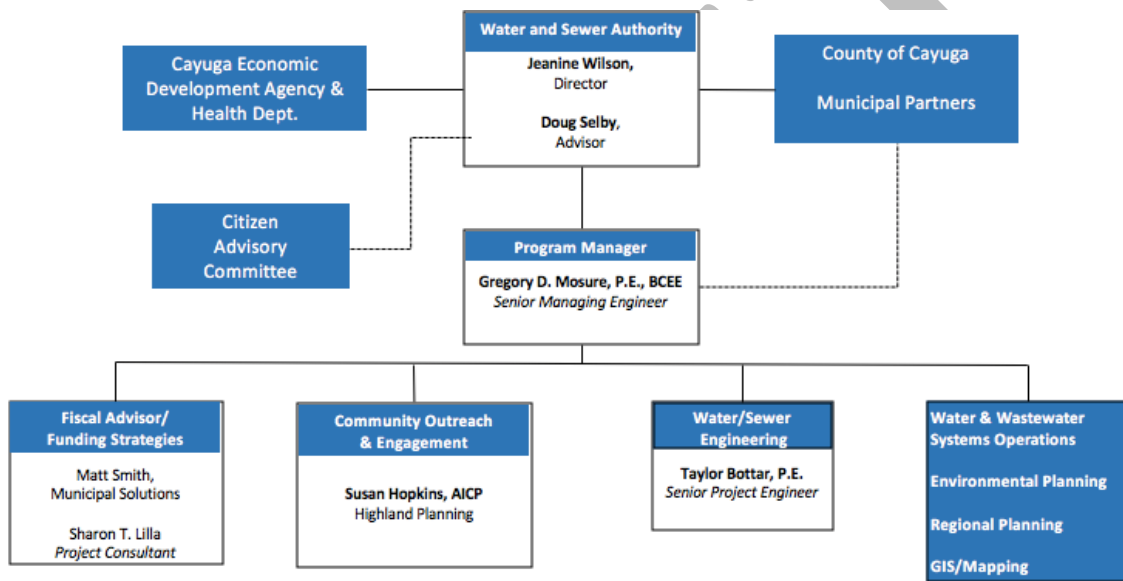 Water and Sewer Authority
Jeanine Wilson,
Director
Doug Selby,
Advisor
Cayuga Economic
Development Agency &
Health Dept.
County of Cayuga
Municipal Partners
Citizen
Advisory
Committee
Program Manager
Gregory D. Mosure, P.E., BCEE
Senior Managing Engineer
Fiscal Advisor/
Funding Strategies
Matt Smith,
Municipal Solutions
Sharon T. Lilla
Project Consultant
Community Outreach
& Engagement
Susan Hopkins, AICP
Highland Planning
Water/Sewer
Engineering
Taylor Bottar, P.E.
Senior Project Engineer
Water & Wastewater
Systems Operations
Environmental Planning
Regional Planning
GIS/Mapping